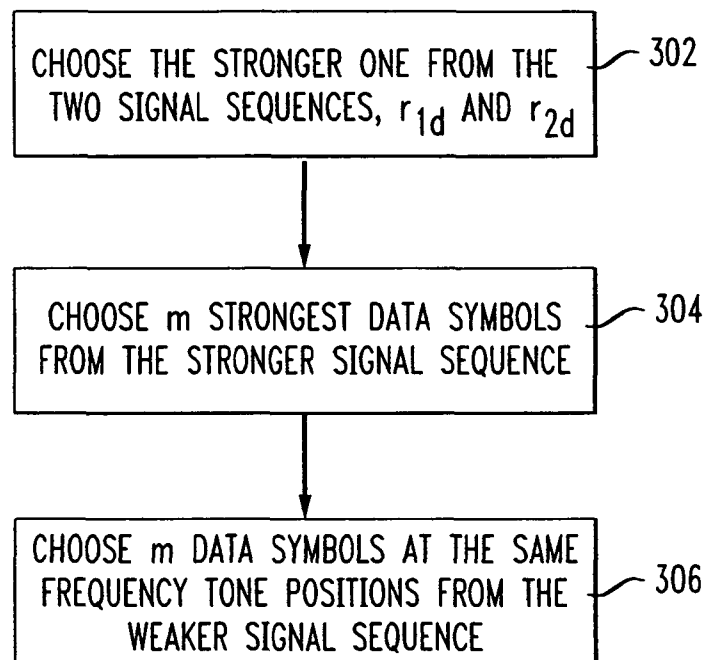 CHOOSE THE STRONGER ONE FROM THE
TWO SIGNAL SEQUENCES, r1d AND r2d
302
CHOOSE m STRONGEST DATA SYMBOLS
FROM THE STRONGER SIGNAL SEQUENCE
304
CHOOSE m DATA SYMBOLS AT THE SAME
FREQUENCY TONE POSITIONS FROM THE
WEAKER SIGNAL SEQUENCE
306